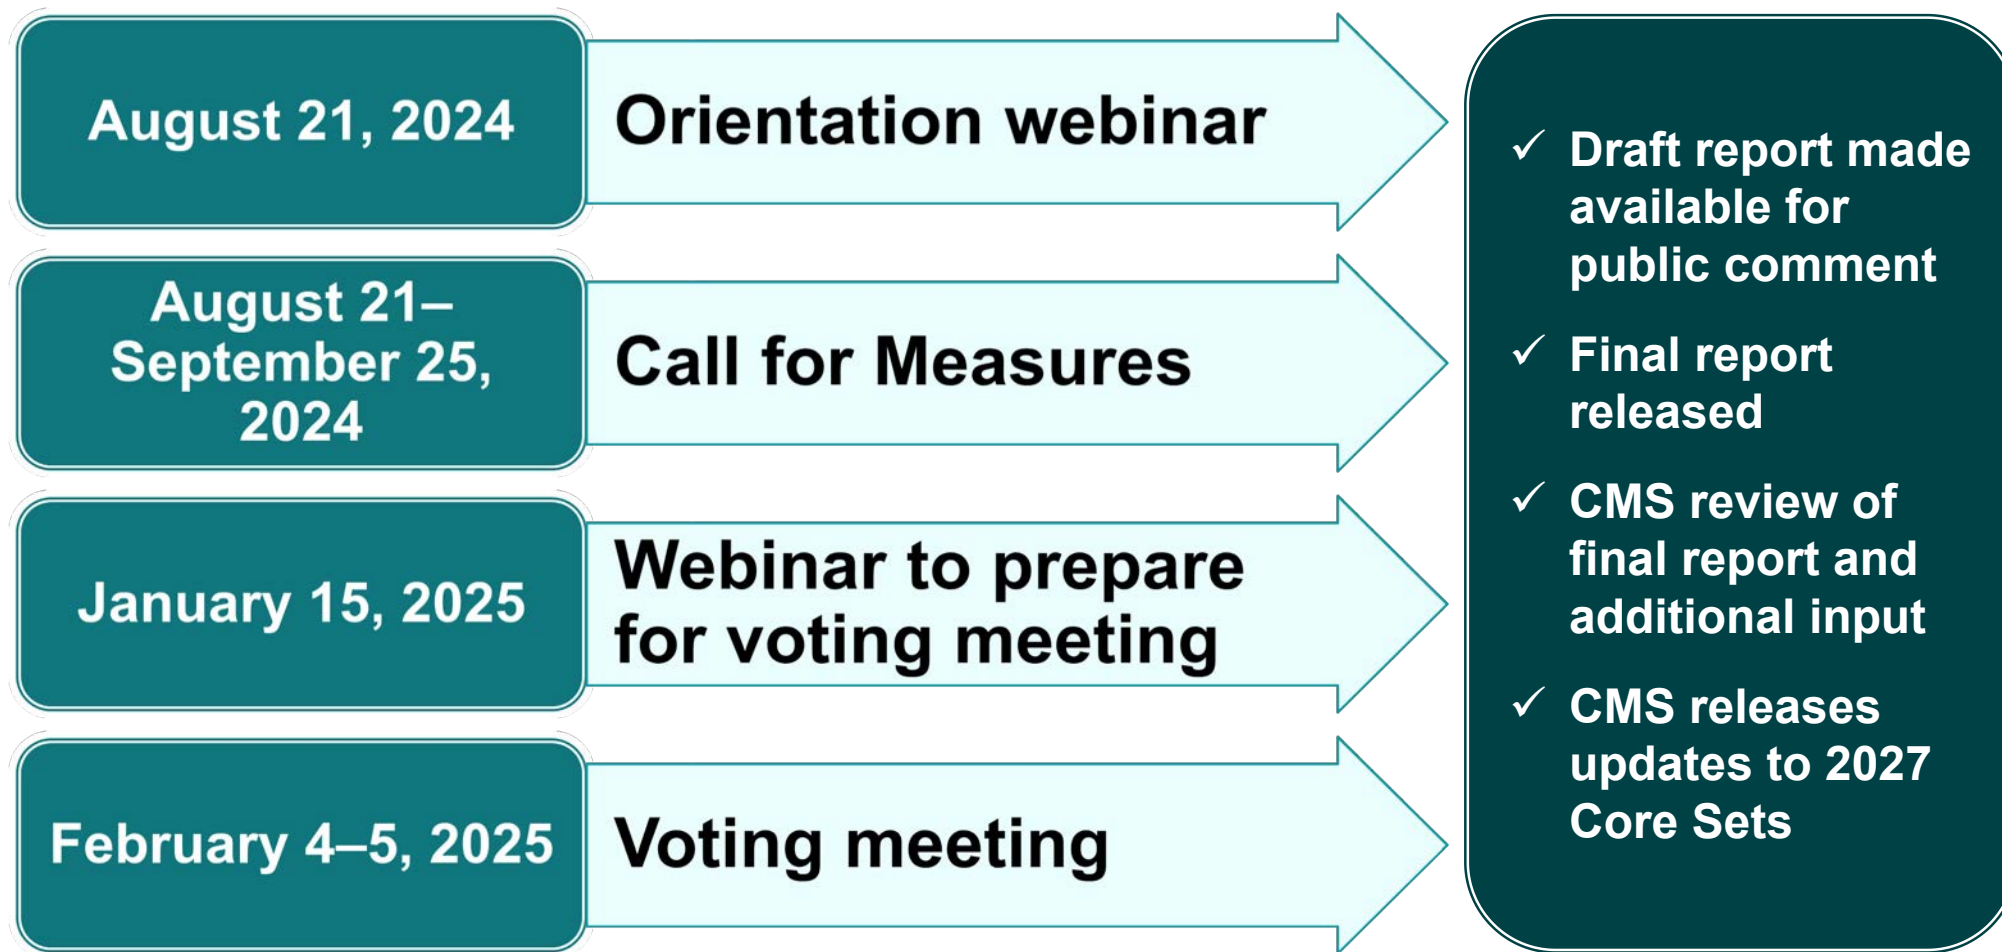 August 21, 2024
Orientation webinar
August 21–
September 25,
2024
Call for Measures
January 15, 2025
Webinar to prepare
for voting meeting
February 4–5, 2025
Voting meeting
✓ Draft report made
available for
public comment
✓ Final report
released
✓ CMS review of
final report and
additional input
✓ CMS releases
updates to 2027
Core Sets